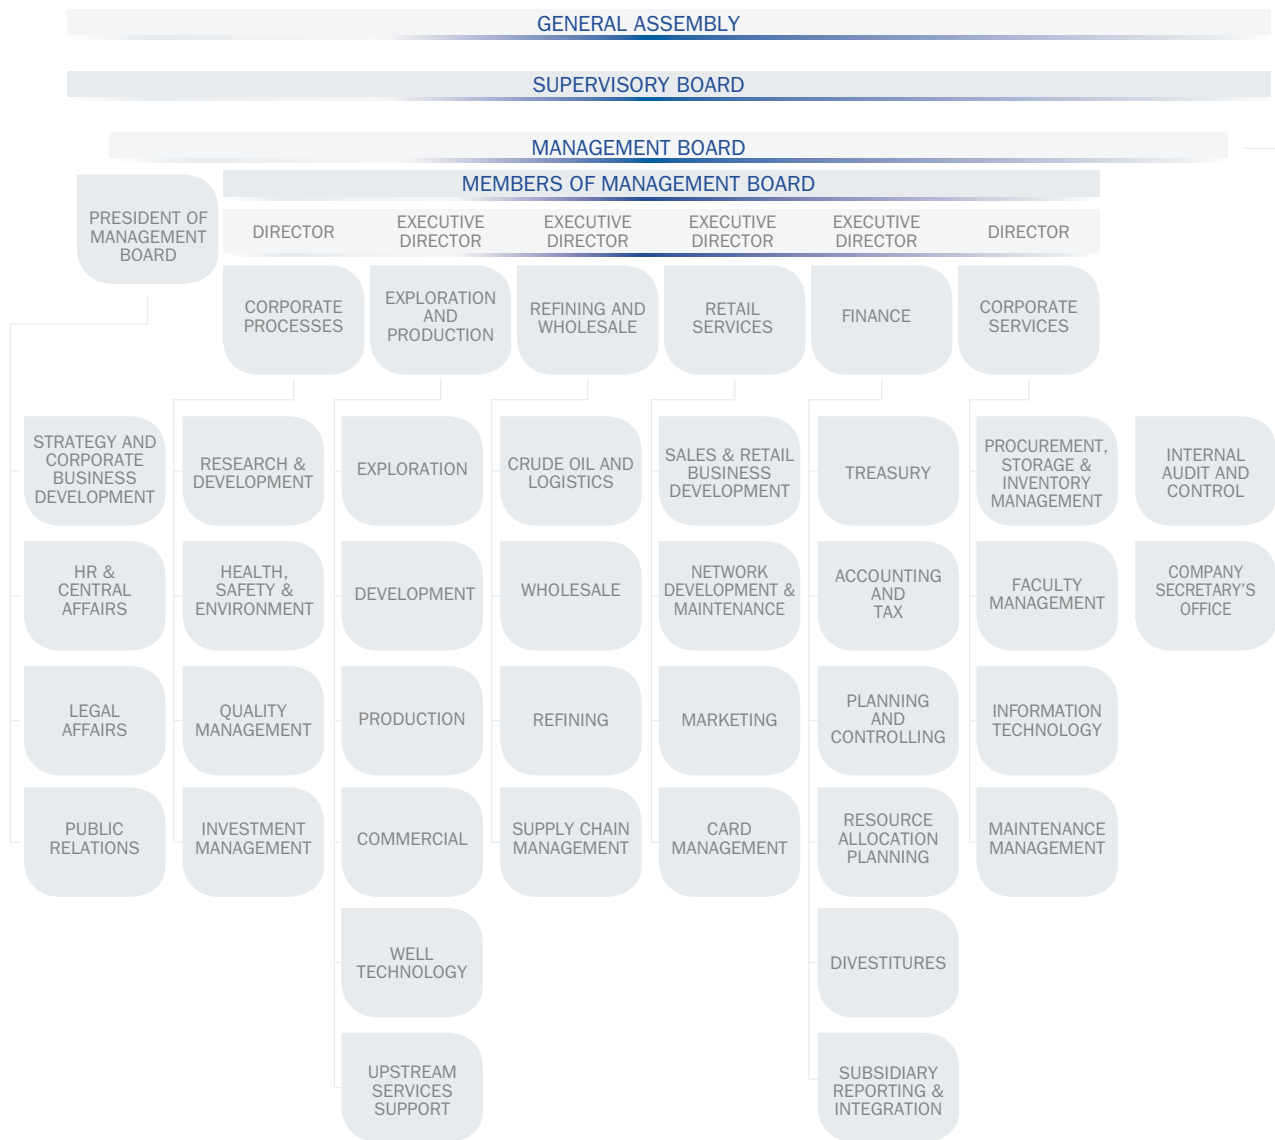 GENERAL ASSEMBLY
SUPERVISORY BOARD
MANAGEMENT BOARD
MEMBERS OF MANAGEMENT BOARD
PRESIDENT OF
MANAGEMENT
BOARD
DIRECTOR
EXECUTIVE
DIRECTOR
EXECUTIVE
DIRECTOR
EXECUTIVE
DIRECTOR
EXECUTIVE
DIRECTOR
DIRECTOR
CORPORATE
PROCESSES
EXPLORATION
AND
PRODUCTION
REFINING AND
WHOLESALE
RETAIL
SERVICES
FINANCE
CORPORATE
SERVICES
STRATEGY AND
CORPORATE
BUSINESS
DEVELOPMENT
RESEARCH &
DEVELOPMENT
EXPLORATION
CRUDE OIL AND
LOGISTICS
SALES & RETAIL
BUSINESS
DEVELOPMENT
TREASURY
PROCUREMENT,
STORAGE &
INVENTORY
MANAGEMENT
INTERNAL
AUDIT AND
CONTROL
HR &
CENTRAL
AFFAIRS
HEALTH,
SAFETY &
ENVIRONMENT
DEVELOPMENT
WHOLESALE
NETWORK
DEVELOPMENT &
MAINTENANCE
ACCOUNTING
AND
TAX
FACULTY
MANAGEMENT
COMPANY
SECRETARY'S
OFFICE
LEGAL
AFFAIRS
QUALITY
MANAGEMENT
PRODUCTION
REFINING
MARKETING
PLANNING
AND
CONTROLLING
INFORMATION
TECHNOLOGY
PUBLIC
RELATIONS
INVESTMENT
MANAGEMENT
COMMERCIAL
SUPPLY CHAIN
MANAGEMENT
CARD
MANAGEMENT
RESOURCE
ALLOCATION
PLANNING
MAINTENANCE
MANAGEMENT
WELL
TECHNOLOGY
DIVESTITURES
UPSTREAM
SERVICES
SUPPORT
SUBSIDIARY
REPORTING &
INTEGRATION